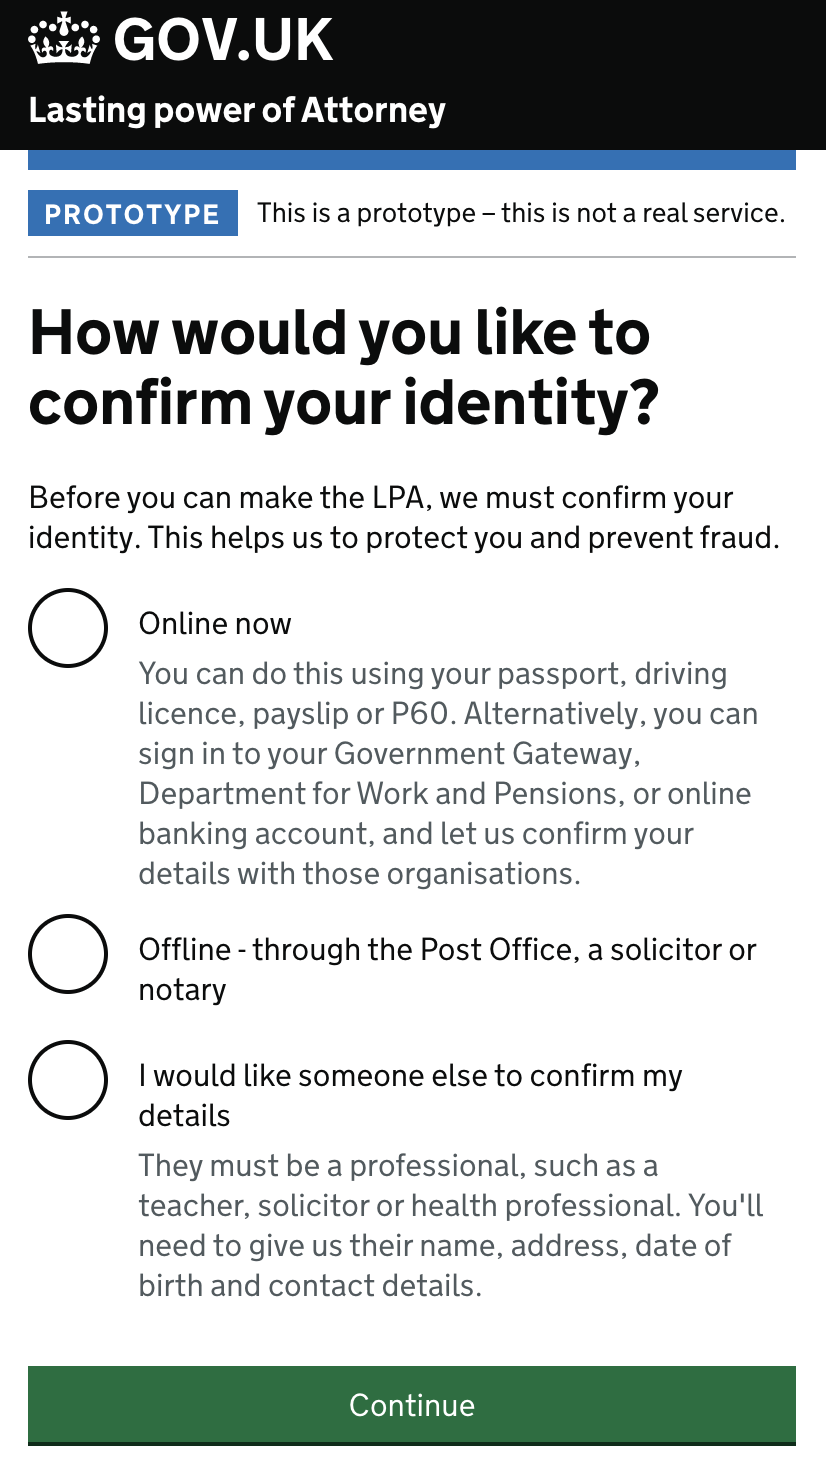 GOV.UK
Lasting power of Attorney
PROTOTYPE This is a prototype – this is not a real service.
How would you like to
confirm your identity?
Before you can make the LPA, we must confirm your
identity. This helps us to protect you and prevent fraud.
Online now
You can do this using your passport, driving
licence, payslip or P60. Alternatively, you can
sign in to your Government Gateway,
Department for Work and Pensions, or online
banking account, and let us confirm your
details with those organisations.
Offline - through the Post Office, a solicitor or
notary
I would like someone else to confirm my
details
They must be a professional, such as a
teacher, solicitor or health professional. You'll
need to give us their name, address, date of
birth and contact details.
Continue